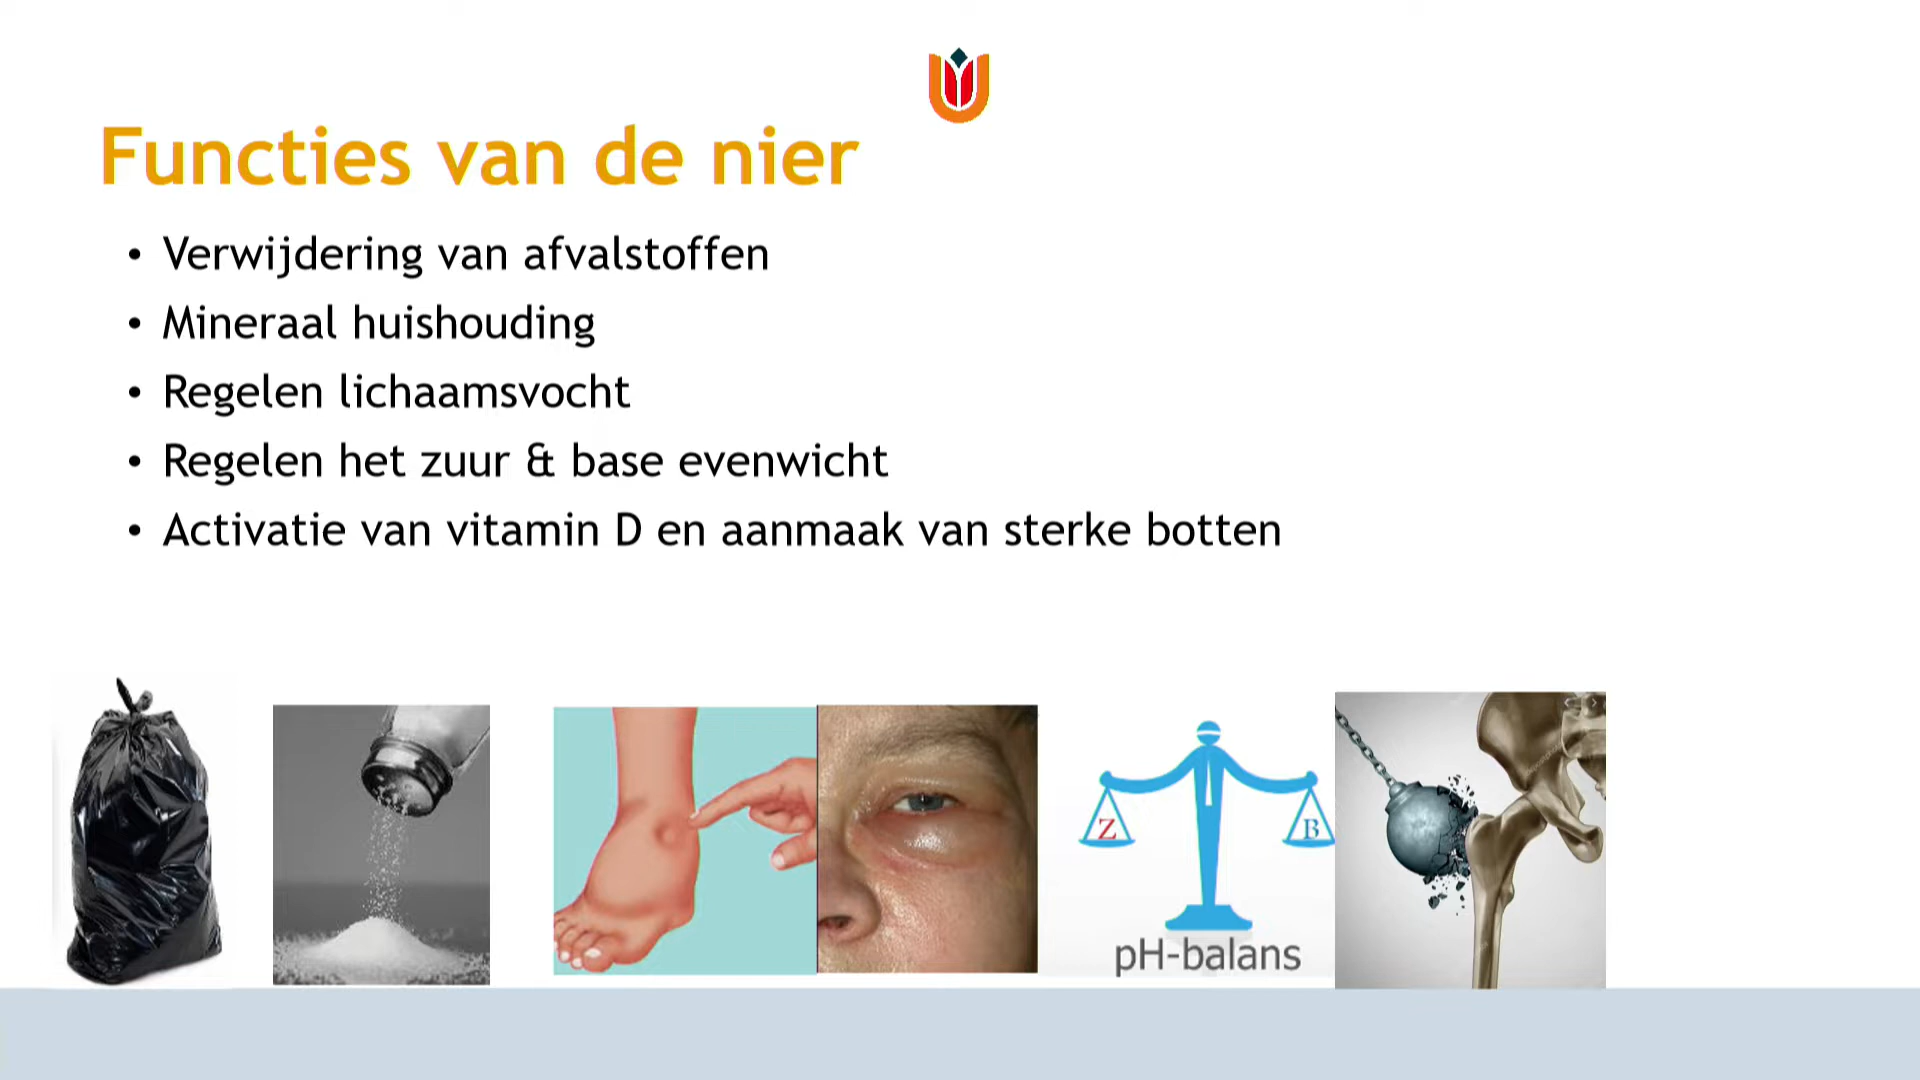 Functies van de nier
• Verwijdering van afvalstoffen
• Mineraal huishouding
• Regelen lichaamsvocht
• Regelen het zuur & base evenwicht
• Activatie van vitamin D en aanmaak van sterke botten
Z B
pH-balans